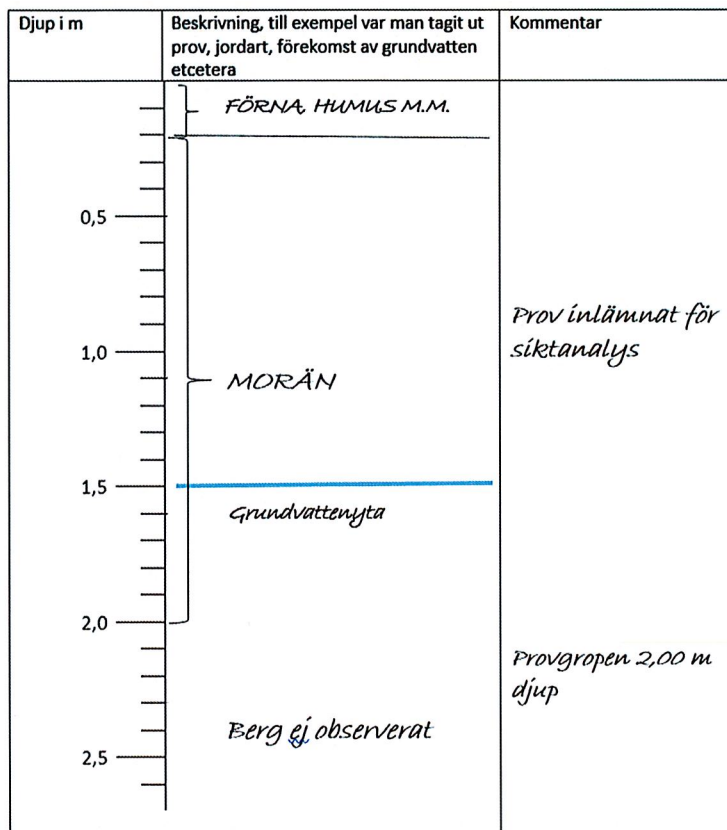 Djup i m
Beskrivning, till exempel var man tagit ut
prov, jordart, förekomst av grundvatten
etcetera
Kommentar
FÖRNA, HUMUS M.M.
0,5
Prov inlämnat för
siktanalys
1,0
MORÄN
1,5
Grundvattenyta
2,0
Provgropen 2,00 m
djup
Berg ej observerat
2,5